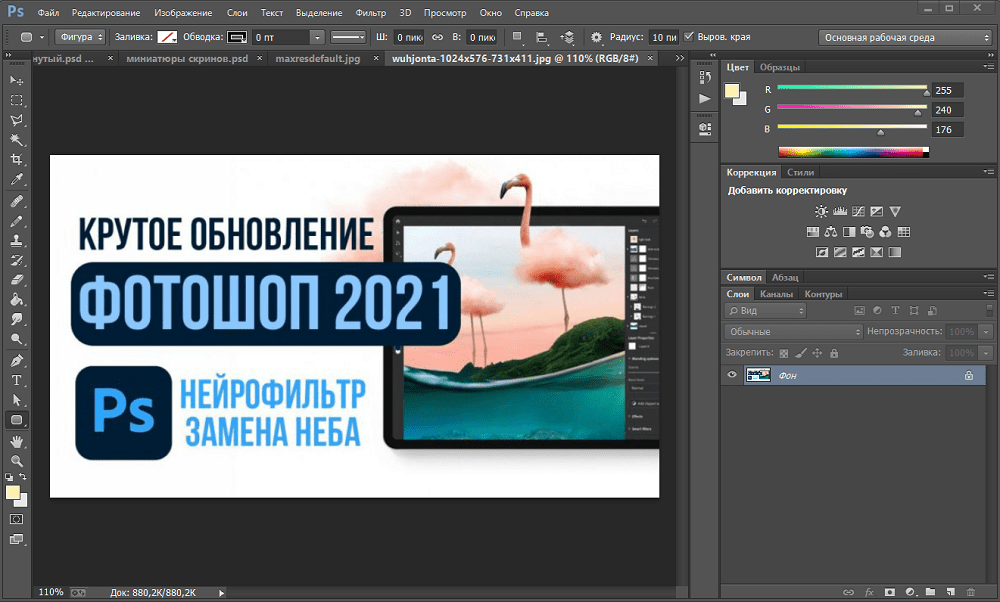 Ps Файл Редактирование Изображение Слои Текст Выделение Фильтр 3D Просмотр Окно Справка
Фигура Заливка: Обводка: 0 пт Ш: 0 пикс В: 0 пикс Радиус: 10 пи Выров. края Основная рабочая среда
нутый.psd ... × миниатюры скринов.psd × maxresdefault.jpg × wuhjonta-1024x576-731x411.jpg @ 110% (RGB/8#) ×
Цвет Образцы
R 255
G 240
B 176
Коррекция Стили
Добавить корректировку
Символ Абзац
Слои Каналы Контуры
Вид
Обычные Непрозрачность: 100%
Закрепить: Заливка: 100%
Фон
КРУТОЕ ОБНОВЛЕНИЕ
ФОТОШОП 2021
Ps
НЕЙРОФИЛЬТР
ЗАМЕНА НЕБА
110% Док: 880,2K/880,2K
fx